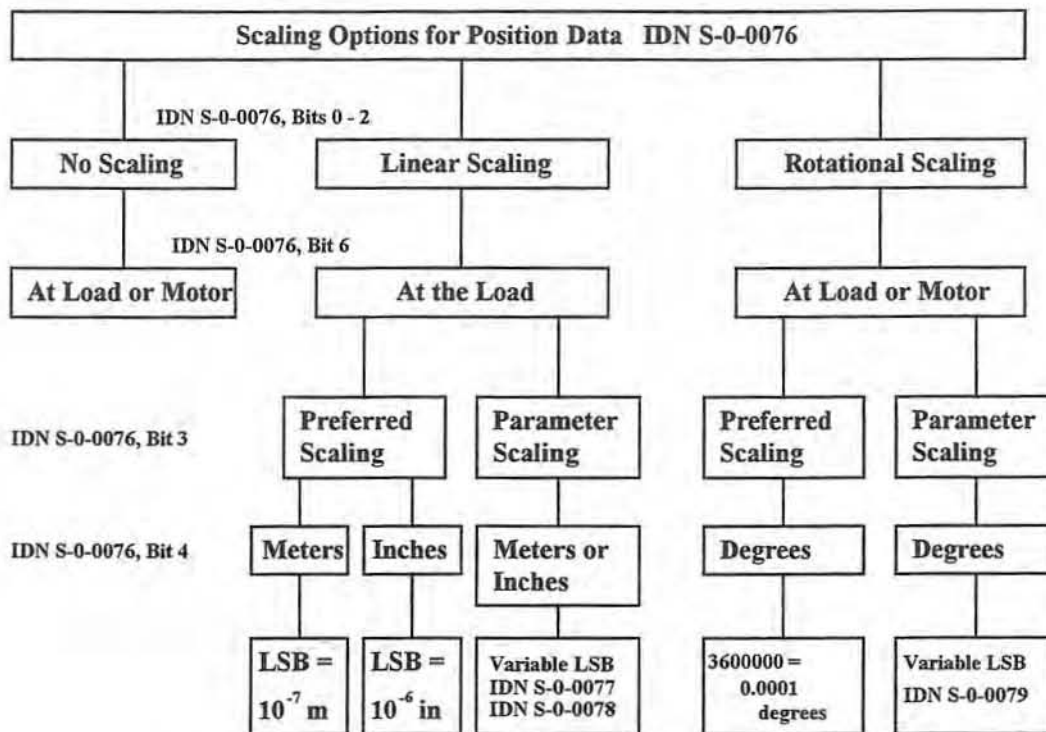 Scaling Options for Position Data IDN S-0-0076
IDN S-0-0076, Bits 0 - 2
No Scaling
Linear Scaling
Rotational Scaling
IDN S-0-0076, Bit 6
At Load or Motor
At the Load
At Load or Motor
IDN S-0-0076, Bit 3
Preferred
Scaling
Parameter
Scaling
Preferred
Scaling
Parameter
Scaling
IDN S-0-0076, Bit 4
Meters
Inches
Meters or
Inches
Degrees
Degrees
LSB =
10⁻⁷ m
LSB =
10⁻⁶ in
Variable LSB
IDN S-0-0077
IDN S-0-0078
3600000 =
0.0001
degrees
Variable LSB
IDN S-0-0079